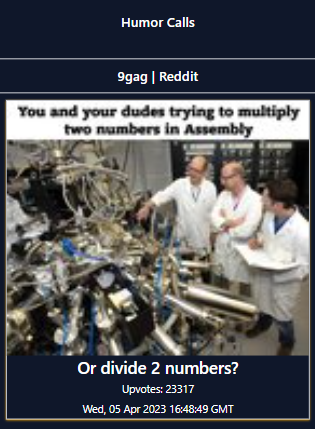 Humor Calls
9gag | Reddit
You and your dudes trying to multiply
two numbers in Assembly
Or divide 2 numbers?
Upvotes: 23317
Wed, 05 Apr 2023 16:48:49 GMT